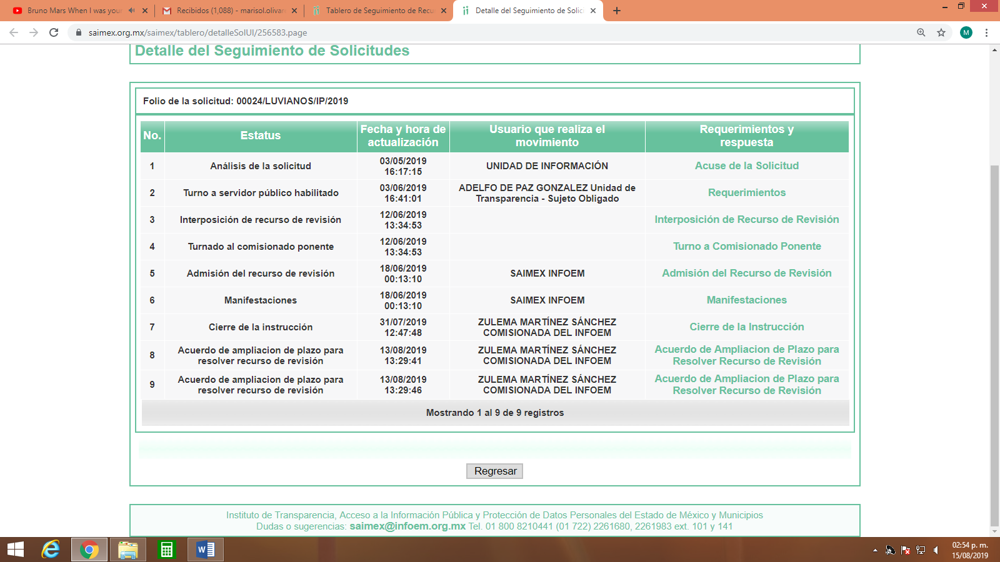 Bruno Mars When I was your
Recibidos (1,088) - marisol.olivar
Tablero de Seguimiento de Recu
Detalle del Seguimiento de Solici
saimex.org.mx/saimex/tablero/detalleSolUI/256583.page
M
Detalle del Seguimiento de Solicitudes
Folio de la solicitud: 00024/LUVIANOS/IP/2019
No. Estatus Fecha y hora de actualización Usuario que realiza el movimiento Requerimientos y respuesta
1 Análisis de la solicitud 03/05/2019 16:17:15 UNIDAD DE INFORMACIÓN Acuse de la Solicitud
2 Turno a servidor público habilitado 03/06/2019 16:41:01 ADELFO DE PAZ GONZALEZ Unidad de Transparencia - Sujeto Obligado Requerimientos
3 Interposición de recurso de revisión 12/06/2019 13:34:53 Interposición de Recurso de Revisión
4 Turnado al comisionado ponente 12/06/2019 13:34:53 Turno a Comisionado Ponente
5 Admisión del recurso de revisión 18/06/2019 00:13:10 SAIMEX INFOEM Admisión del Recurso de Revisión
6 Manifestaciones 18/06/2019 00:13:10 SAIMEX INFOEM Manifestaciones
7 Cierre de la instrucción 31/07/2019 12:47:48 ZULEMA MARTÍNEZ SÁNCHEZ COMISIONADA DEL INFOEM Cierre de la Instrucción
8 Acuerdo de ampliacion de plazo para resolver recurso de revisión 13/08/2019 13:29:41 ZULEMA MARTÍNEZ SÁNCHEZ COMISIONADA DEL INFOEM Acuerdo de Ampliacion de Plazo para Resolver Recurso de Revisión
9 Acuerdo de ampliacion de plazo para resolver recurso de revisión 13/08/2019 13:29:46 ZULEMA MARTÍNEZ SÁNCHEZ COMISIONADA DEL INFOEM Acuerdo de Ampliacion de Plazo para Resolver Recurso de Revisión
Mostrando 1 al 9 de 9 registros
Regresar
Instituto de Transparencia, Acceso a la Información Pública y Protección de Datos Personales del Estado de México y Municipios
Dudas o sugerencias: saimex@infoem.org.mx Tel. 01 800 8210441 (01 722) 2261680, 2261983 ext. 101 y 141
02:54 p. m.
15/08/2019